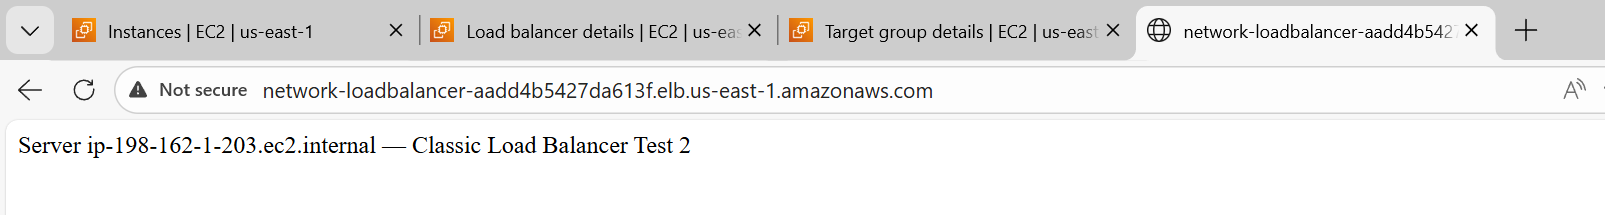 Instances | EC2 | us-east-1
Load balancer details | EC2 | us-eas
Target group details | EC2 | us-east
network-loadbalancer-aadd4b542
Not secure network-loadbalancer-aadd4b5427da613f.elb.us-east-1.amazonaws.com
Server ip-198-162-1-203.ec2.internal — Classic Load Balancer Test 2